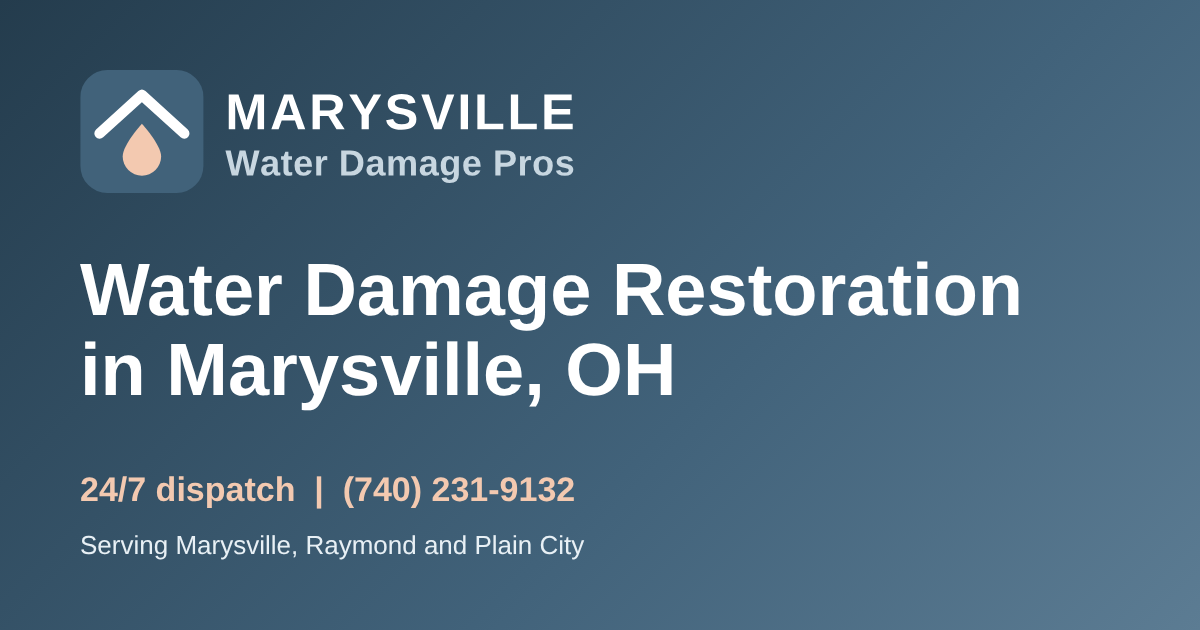 MARYSVILLE
Water Damage Pros
Water Damage Restoration
in Marysville, OH
24/7 dispatch | (740) 231-9132
Serving Marysville, Raymond and Plain City